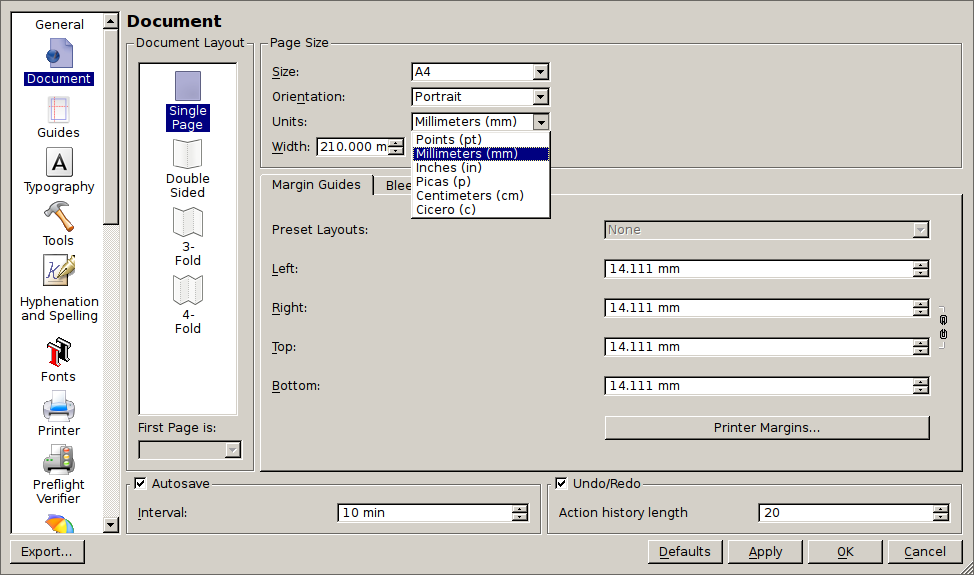 General
Document
Guides
Typography
Tools
Hyphenation
and Spelling
Fonts
Printer
Preflight
Verifier
Export...
Document
Document Layout
Single
Page
Double
Sided
3-
Fold
4-
Fold
First Page is:
Page Size
Size:
A4
Orientation:
Portrait
Units:
Millimeters (mm)
Points (pt)
Millimeters (mm)
Inches (in)
Picas (p)
Centimeters (cm)
Cicero (c)
Width:
210.000 m
Margin Guides
Preset Layouts:
None
Left:
14.111 mm
Right:
14.111 mm
Top:
14.111 mm
Bottom:
14.111 mm
Printer Margins...
Autosave
Interval:
10 min
Undo/Redo
Action history length
20
Defaults
Apply
OK
Cancel